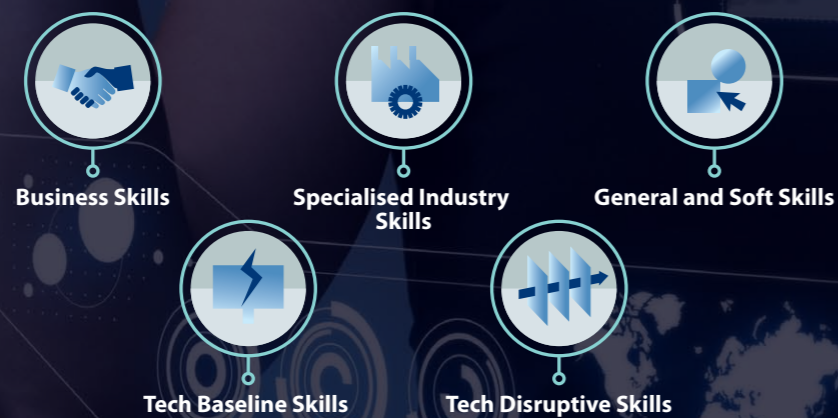 Business Skills
Specialised Industry
Skills
General and Soft Skills
Tech Baseline Skills
Tech Disruptive Skills